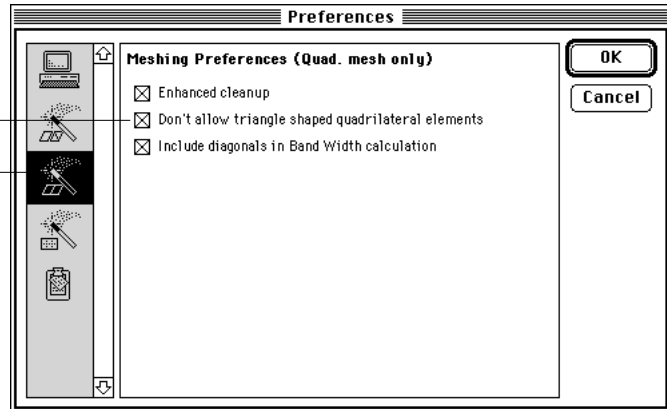 Preferences
Meshing Preferences (Quad. mesh only)
Enhanced cleanup
Don't allow triangle shaped quadrilateral elements
Include diagonals in Band Width calculation
OK
Cancel